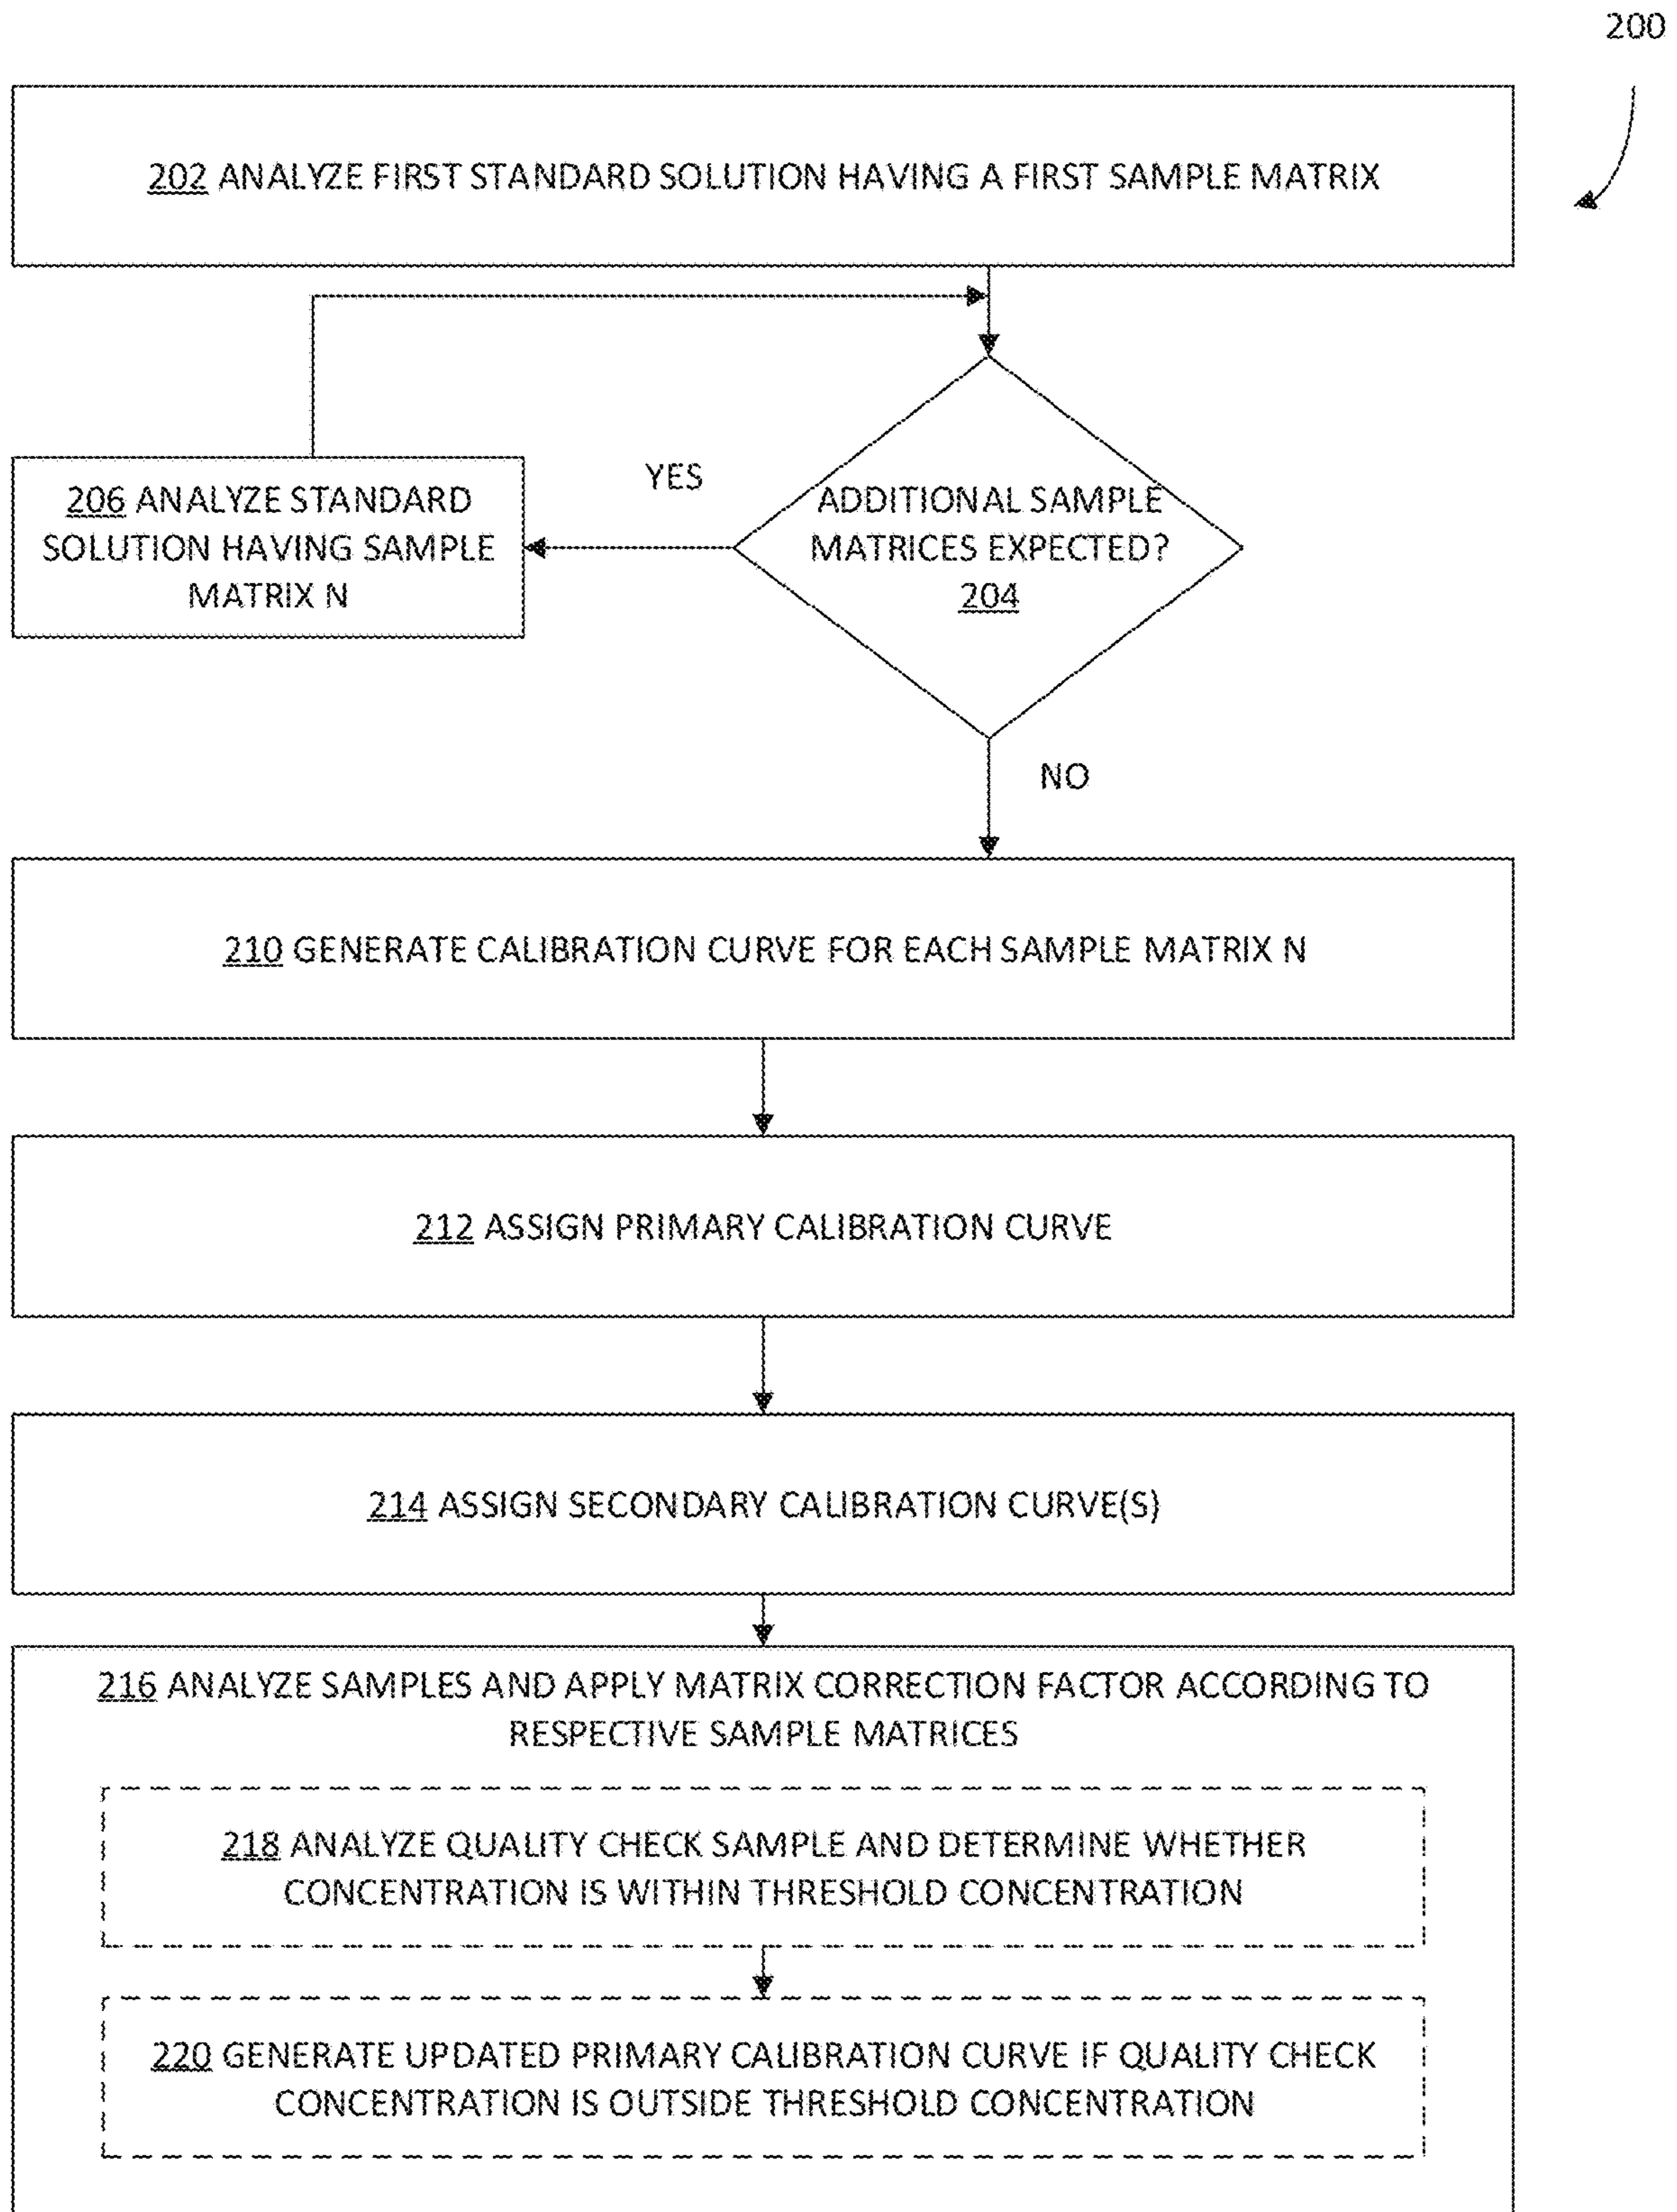 200
202 ANALYZE FIRST STANDARD SOLUTION HAVING A FIRST SAMPLE MATRIX
ADDITIONAL SAMPLE
MATRICES EXPECTED?
204
YES
206 ANALYZE STANDARD
SOLUTION HAVING SAMPLE
MATRIX N
NO
210 GENERATE CALIBRATION CURVE FOR EACH SAMPLE MATRIX N
212 ASSIGN PRIMARY CALIBRATION CURVE
214 ASSIGN SECONDARY CALIBRATION CURVE(S)
216 ANALYZE SAMPLES AND APPLY MATRIX CORRECTION FACTOR ACCORDING TO
RESPECTIVE SAMPLE MATRICES
218 ANALYZE QUALITY CHECK SAMPLE AND DETERMINE WHETHER
CONCENTRATION IS WITHIN THRESHOLD CONCENTRATION
220 GENERATE UPDATED PRIMARY CALIBRATION CURVE IF QUALITY CHECK
CONCENTRATION IS OUTSIDE THRESHOLD CONCENTRATION